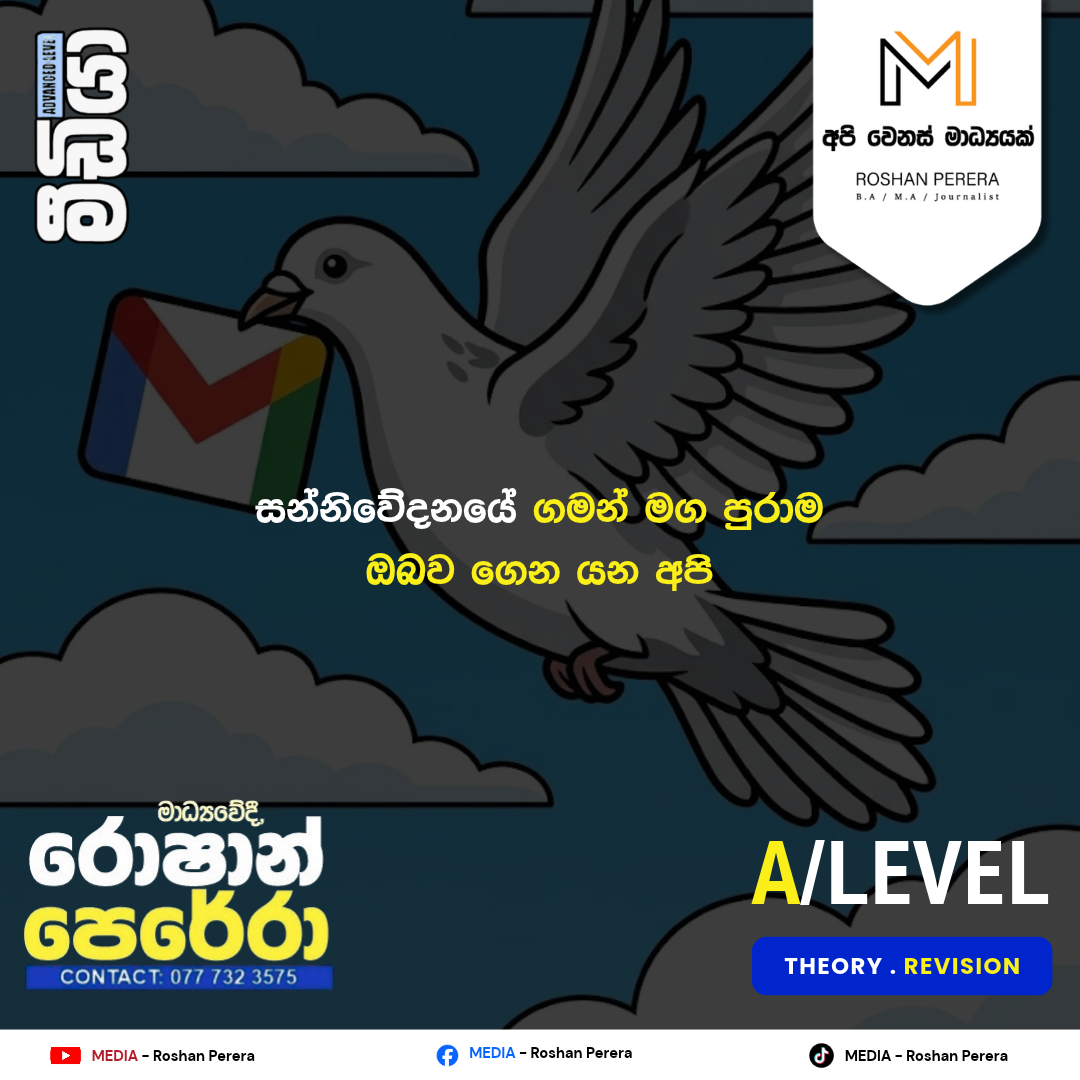 මීඩියා
ADVANCED LEVE
අපි වෙනස් මාධ්‍යයක්
ROSHAN PERERA
B.A / M.A / Journalist
සන්නිවේදනයේ ගමන් මග පුරාම
ඔබව ගෙන යන අපි
මාධ්‍යවේදී,
රොෂාන්
පෙරේරා
CONTACT: 077 732 3575
A/LEVEL
THEORY . REVISION
MEDIA - Roshan Perera
MEDIA - Roshan Perera
MEDIA - Roshan Perera